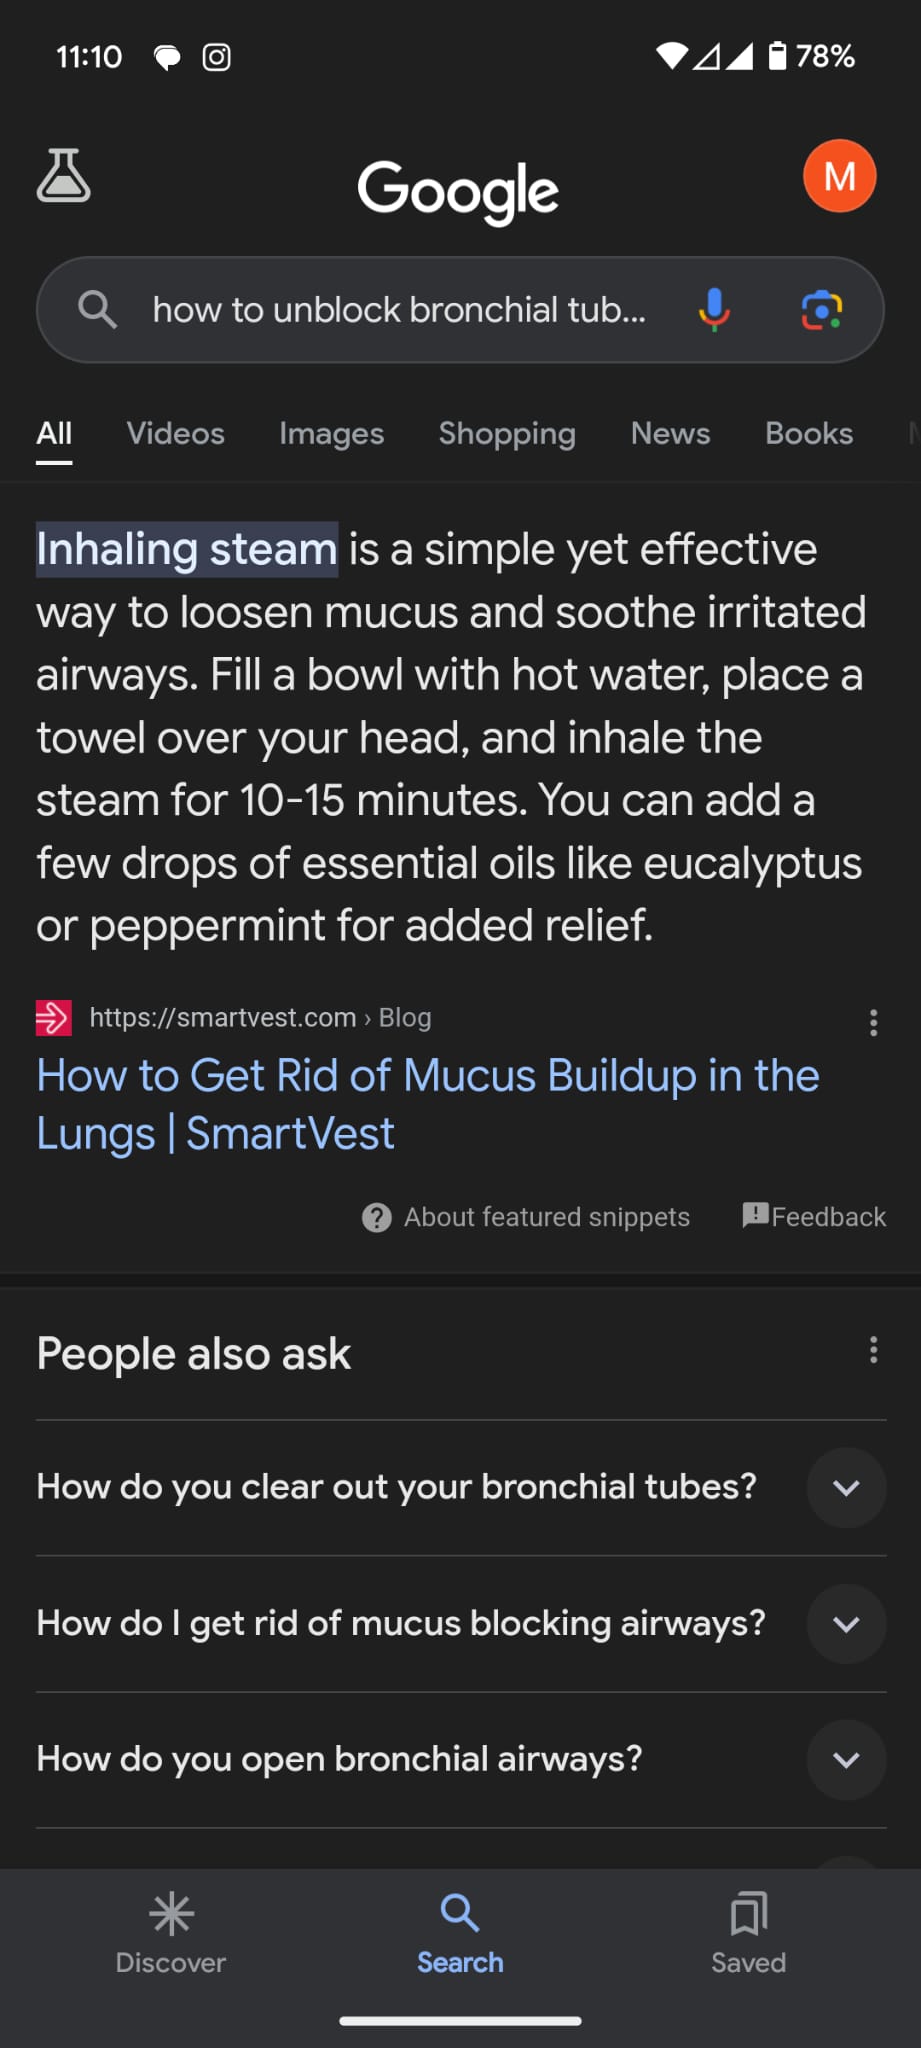 11:10
78%
Google
M
how to unblock bronchial tub...
All Videos Images Shopping News Books
Inhaling steam is a simple yet effective
way to loosen mucus and soothe irritated
airways. Fill a bowl with hot water, place a
towel over your head, and inhale the
steam for 10-15 minutes. You can add a
few drops of essential oils like eucalyptus
or peppermint for added relief.
https://smartvest.com › Blog
How to Get Rid of Mucus Buildup in the
Lungs | SmartVest
About featured snippets Feedback
People also ask
How do you clear out your bronchial tubes?
How do I get rid of mucus blocking airways?
How do you open bronchial airways?
Discover Search Saved